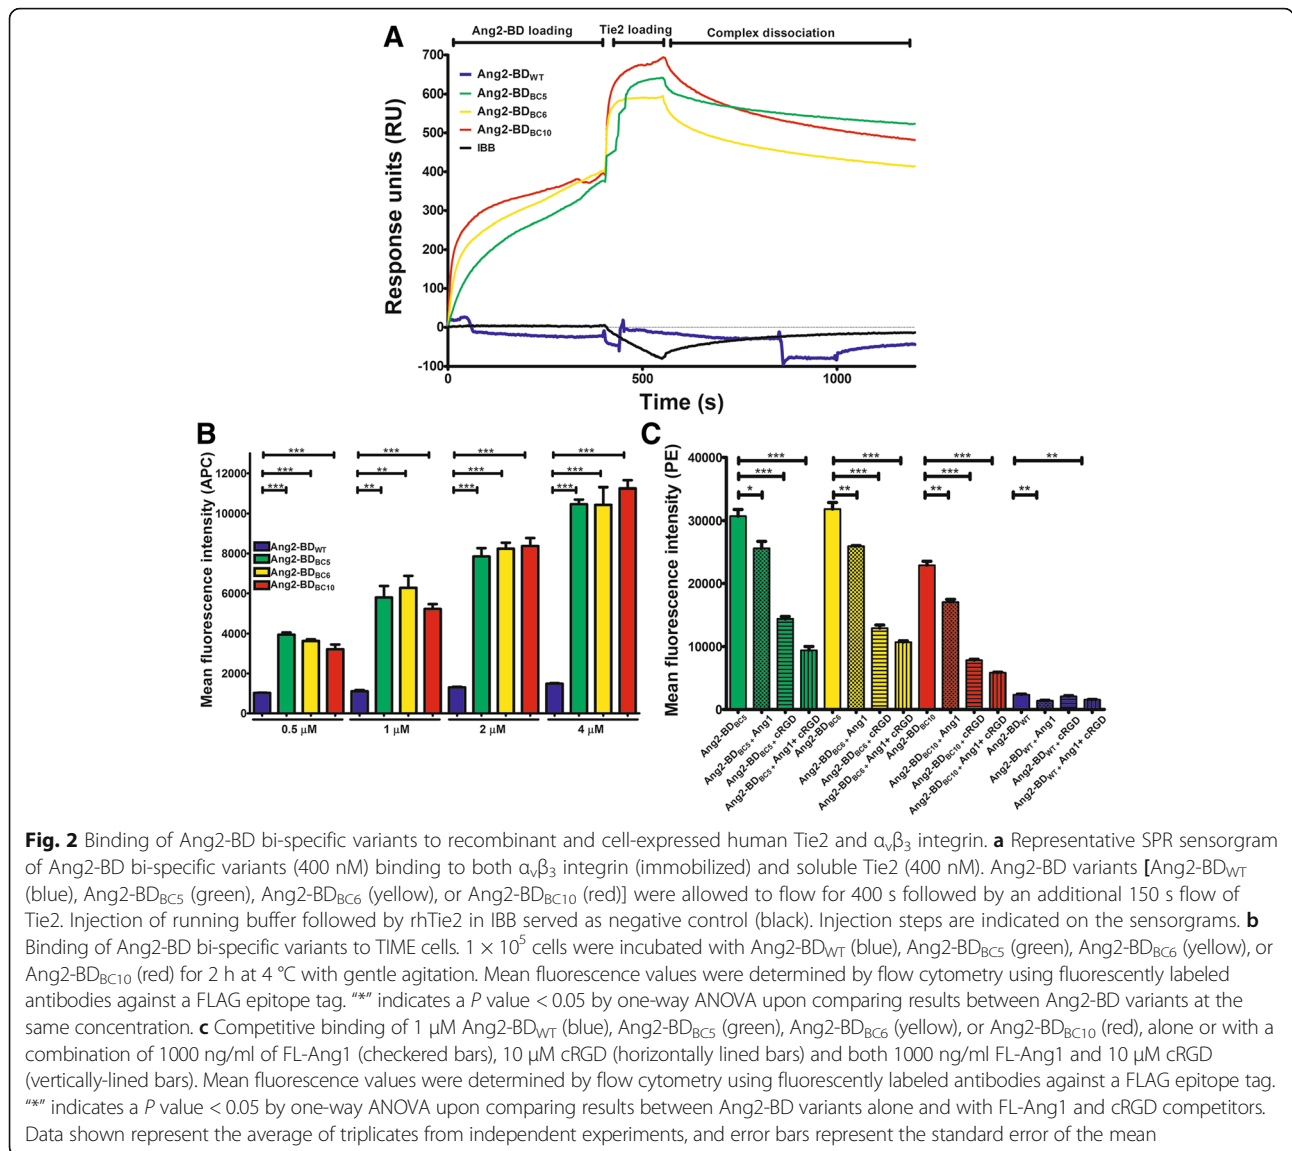 A
Ang2-BD loading Tie2 loading Complex dissociation
Response units (RU)
700
600
500
400
300
200
100
0
-100
Ang2-BDWT
Ang2-BDBC5
Ang2-BDBC6
Ang2-BDBC10
IBB
0 500 1000
Time (s)
B
Mean fluorescence intensity (APC)
12000
10000
8000
6000
4000
2000
0
*** *** *** ***
*** ** *** ***
*** ** *** ***
Ang2-BDWT
Ang2-BDBC5
Ang2-BDBC6
Ang2-BDBC10
0.5 µM 1 µM 2 µM 4 µM
C
Mean fluorescence intensity (PE)
40000
30000
20000
10000
0
*** *** *** **
*** *** ***
* ** ** **
Ang2-BDBC5
Ang2-BDBC5 + Ang1
Ang2-BDBC5 + cRGD
Ang2-BDBC5 + Ang1+ cRGD
Ang2-BDBC6
Ang2-BDBC6 + Ang1
Ang2-BDBC6 + cRGD
Ang2-BDBC6 + Ang1+ cRGD
Ang2-BDBC10
Ang2-BDBC10 + Ang1
Ang2-BDBC10 + cRGD
Ang2-BDBC10 + Ang1+ cRGD
Ang2-BDWT
Ang2-BDWT + Ang1
Ang2-BDWT + cRGD
Ang2-BDWT + Ang1+ cRGD
Fig. 2 Binding of Ang2-BD bi-specific variants to recombinant and cell-expressed human Tie2 and αvβ3 integrin. a Representative SPR sensorgram
of Ang2-BD bi-specific variants (400 nM) binding to both αvβ3 integrin (immobilized) and soluble Tie2 (400 nM). Ang2-BD variants [Ang2-BDWT
(blue), Ang2-BDBC5 (green), Ang2-BDBC6 (yellow), or Ang2-BDBC10 (red)] were allowed to flow for 400 s followed by an additional 150 s flow of
Tie2. Injection of running buffer followed by rhTie2 in IBB served as negative control (black). Injection steps are indicated on the sensorgrams. b
Binding of Ang2-BD bi-specific variants to TIME cells. 1 × 10⁵ cells were incubated with Ang2-BDWT (blue), Ang2-BDBC5 (green), Ang2-BDBC6 (yellow), or
Ang2-BDBC10 (red) for 2 h at 4 °C with gentle agitation. Mean fluorescence values were determined by flow cytometry using fluorescently labeled
antibodies against a FLAG epitope tag. “*” indicates a P value < 0.05 by one-way ANOVA upon comparing results between Ang2-BD variants at the
same concentration. c Competitive binding of 1 µM Ang2-BDWT (blue), Ang2-BDBC5 (green), Ang2-BDBC6 (yellow), or Ang2-BDBC10 (red), alone or with a
combination of 1000 ng/ml of FL-Ang1 (checkered bars), 10 µM cRGD (horizontally lined bars) and both 1000 ng/ml FL-Ang1 and 10 µM cRGD
(vertically-lined bars). Mean fluorescence values were determined by flow cytometry using fluorescently labeled antibodies against a FLAG epitope tag.
“*” indicates a P value < 0.05 by one-way ANOVA upon comparing results between Ang2-BD variants alone and with FL-Ang1 and cRGD competitors.
Data shown represent the average of triplicates from independent experiments, and error bars represent the standard error of the mean